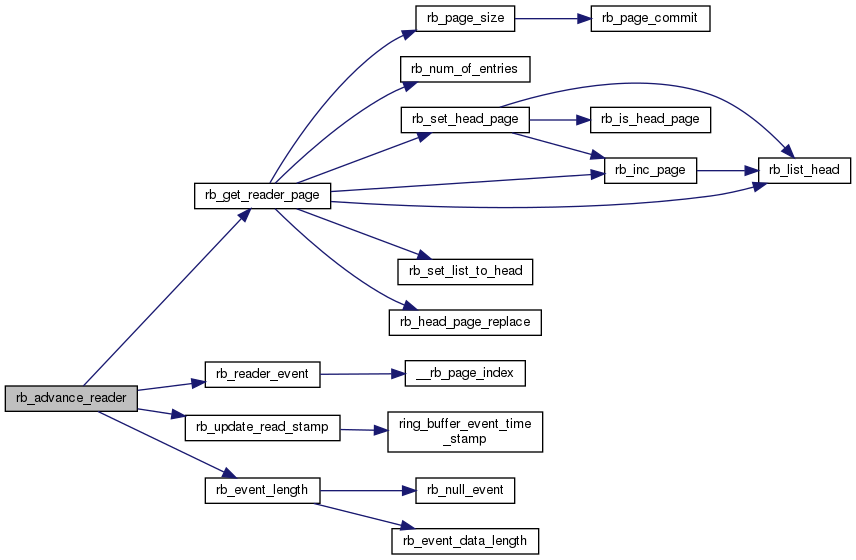 rb_page_size
rb_page_commit
rb_num_of_entries
rb_set_head_page
rb_is_head_page
rb_inc_page
rb_list_head
rb_get_reader_page
rb_set_list_to_head
rb_head_page_replace
rb_reader_event
__rb_page_index
rb_advance_reader
rb_update_read_stamp
ring_buffer_event_time
_stamp
rb_event_length
rb_null_event
rb_event_data_length